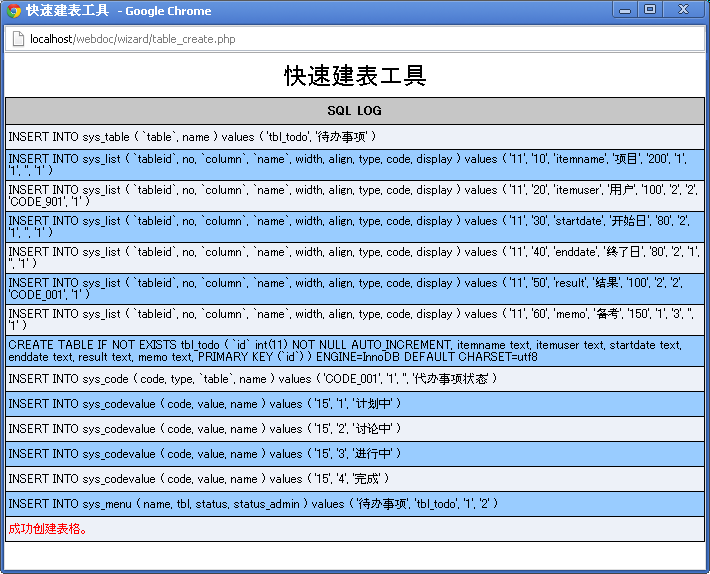 快速建表工具 - Google Chrome
localhost/webdoc/wizard/table_create.php
快速建表工具
SQL LOG
INSERT INTO sys_table ( `table`, name ) values ( 'tbl_todo', '待办事项' )
INSERT INTO sys_list ( `tableid`, no, `column`, `name`, width, align, type, code, display ) values ( '11', '10', 'itemname', '项目', '200', '1',
'1', '', '1' )
INSERT INTO sys_list ( `tableid`, no, `column`, `name`, width, align, type, code, display ) values ( '11', '20', 'itemuser', '用户', '100', '2', '2',
'CODE_901', '1' )
INSERT INTO sys_list ( `tableid`, no, `column`, `name`, width, align, type, code, display ) values ( '11', '30', 'startdate', '开始日', '80', '2',
'1', '', '1' )
INSERT INTO sys_list ( `tableid`, no, `column`, `name`, width, align, type, code, display ) values ( '11', '40', 'enddate', '终了日', '80', '2', '1',
'', '1' )
INSERT INTO sys_list ( `tableid`, no, `column`, `name`, width, align, type, code, display ) values ( '11', '50', 'result', '结果', '100', '2', '2',
'CODE_001', '1' )
INSERT INTO sys_list ( `tableid`, no, `column`, `name`, width, align, type, code, display ) values ( '11', '60', 'memo', '备考', '150', '1', '3', '',
'1' )
CREATE TABLE IF NOT EXISTS tbl_todo ( `id` int(11) NOT NULL AUTO_INCREMENT, itemname text, itemuser text, startdate text,
enddate text, result text, memo text, PRIMARY KEY (`id`) ) ENGINE=InnoDB DEFAULT CHARSET=utf8
INSERT INTO sys_code ( code, type, `table`, name ) values ( 'CODE_001', '1', '', '代办事项状态' )
INSERT INTO sys_codevalue ( code, value, name ) values ( '15', '1', '计划中' )
INSERT INTO sys_codevalue ( code, value, name ) values ( '15', '2', '讨论中' )
INSERT INTO sys_codevalue ( code, value, name ) values ( '15', '3', '进行中' )
INSERT INTO sys_codevalue ( code, value, name ) values ( '15', '4', '完成' )
INSERT INTO sys_menu ( name, tbl, status, status_admin ) values ( '待办事项', 'tbl_todo', '1', '2' )
成功创建表格。